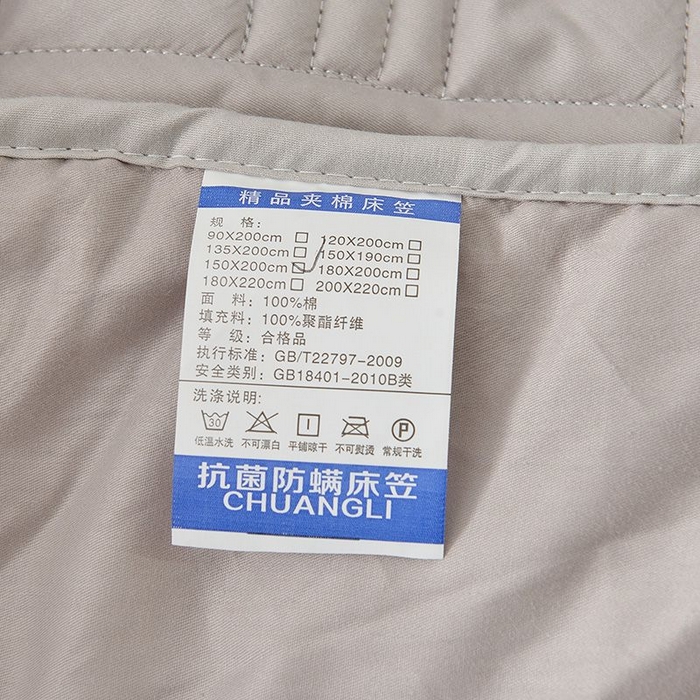 精品夹棉床笠
规 格:
90X200cm □ 120X200cm □
135X200cm □ 150X190cm □
150X200cm ☑ 180X200cm □
180X220cm □ 200X220cm □
面 料: 100%棉
填充料: 100%聚酯纤维
等 级: 合格品
执行标准: GB/T22797-2009
安全类别: GB18401-2010B类
洗涤说明:
30 P
低温水洗 不可漂白 平铺晾干 不可熨烫 常规干洗
抗菌防螨床笠
CHUANGLI